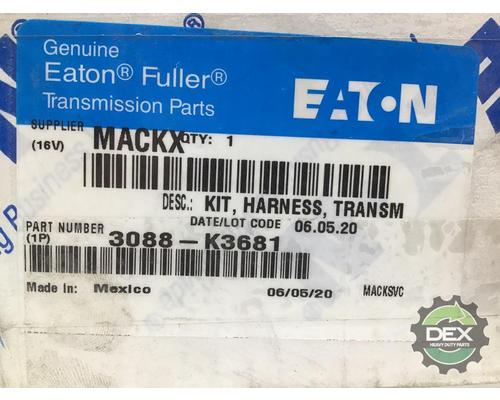 Genuine
Eaton® Fuller®
Transmission Parts
EATON
SUPPLIER
(16V)
MACKX
QTY: 1
DESC.: KIT, HARNESS, TRANSM
DATE/LOT CODE 06.05.20
PART NUMBER
(1P)
3088-K3681
Made in: Mexico
06/05/20
MACKSVC
DEX
HEAVY DUTY PARTS